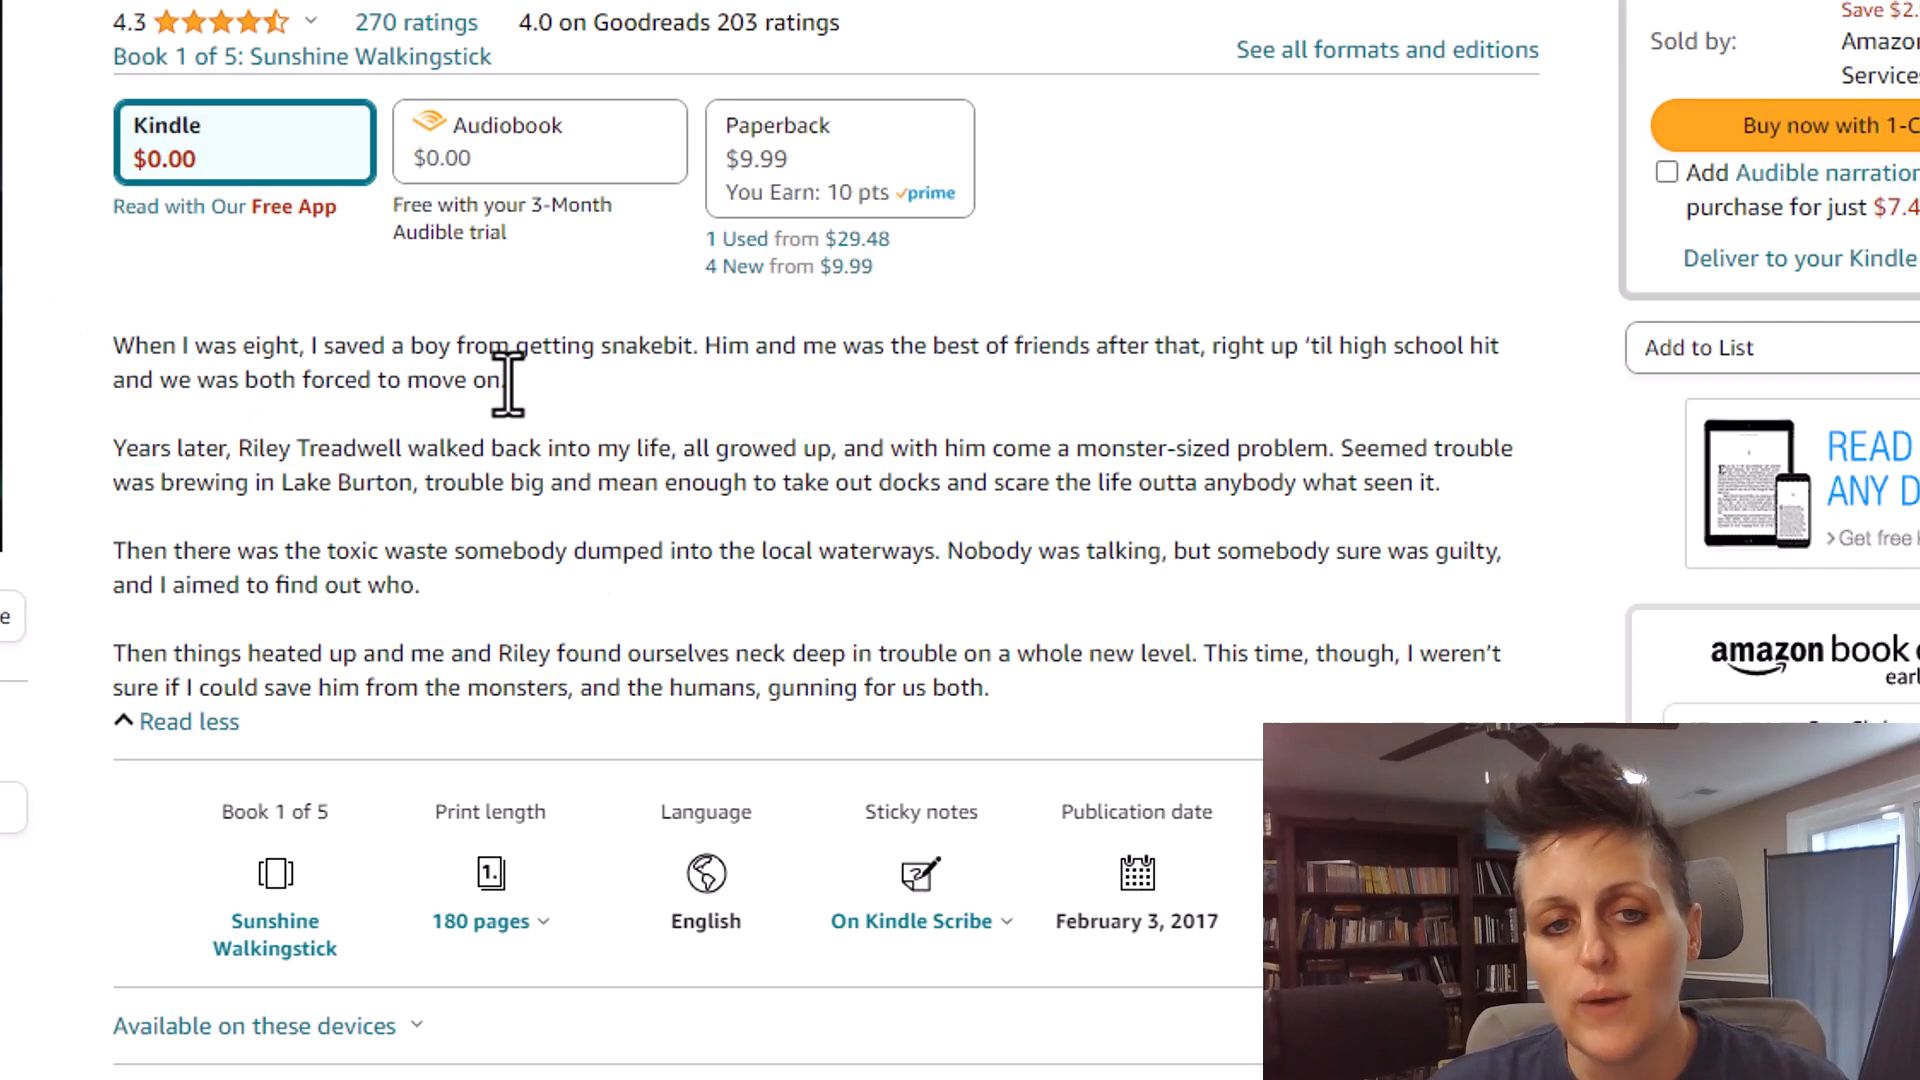 4.3 270 ratings 4.0 on Goodreads 203 ratings
Book 1 of 5: Sunshine Walkingstick
See all formats and editions
Kindle
$0.00
Read with Our Free App
Audiobook
$0.00
Free with your 3-Month
Audible trial
Paperback
$9.99
You Earn: 10 pts prime
1 Used from $29.48
4 New from $9.99
When I was eight, I saved a boy from getting snakebit. Him and me was the best of friends after that, right up ‘til high school hit
and we was both forced to move on.
Years later, Riley Treadwell walked back into my life, all growed up, and with him come a monster-sized problem. Seemed trouble
was brewing in Lake Burton, trouble big and mean enough to take out docks and scare the life outta anybody what seen it.
Then there was the toxic waste somebody dumped into the local waterways. Nobody was talking, but somebody sure was guilty,
and I aimed to find out who.
Then things heated up and me and Riley found ourselves neck deep in trouble on a whole new level. This time, though, I weren’t
sure if I could save him from the monsters, and the humans, gunning for us both.
Read less
Book 1 of 5
Sunshine
Walkingstick
Print length
1.
180 pages
Language
English
Sticky notes
On Kindle Scribe
Publication date
February 3, 2017
Available on these devices
Save $2.
Sold by:
Amazon
Services
Buy now with 1-C
Add Audible narration
purchase for just $7.4
Deliver to your Kindle
Add to List
READ
ANY D
Get free
amazon book
earl